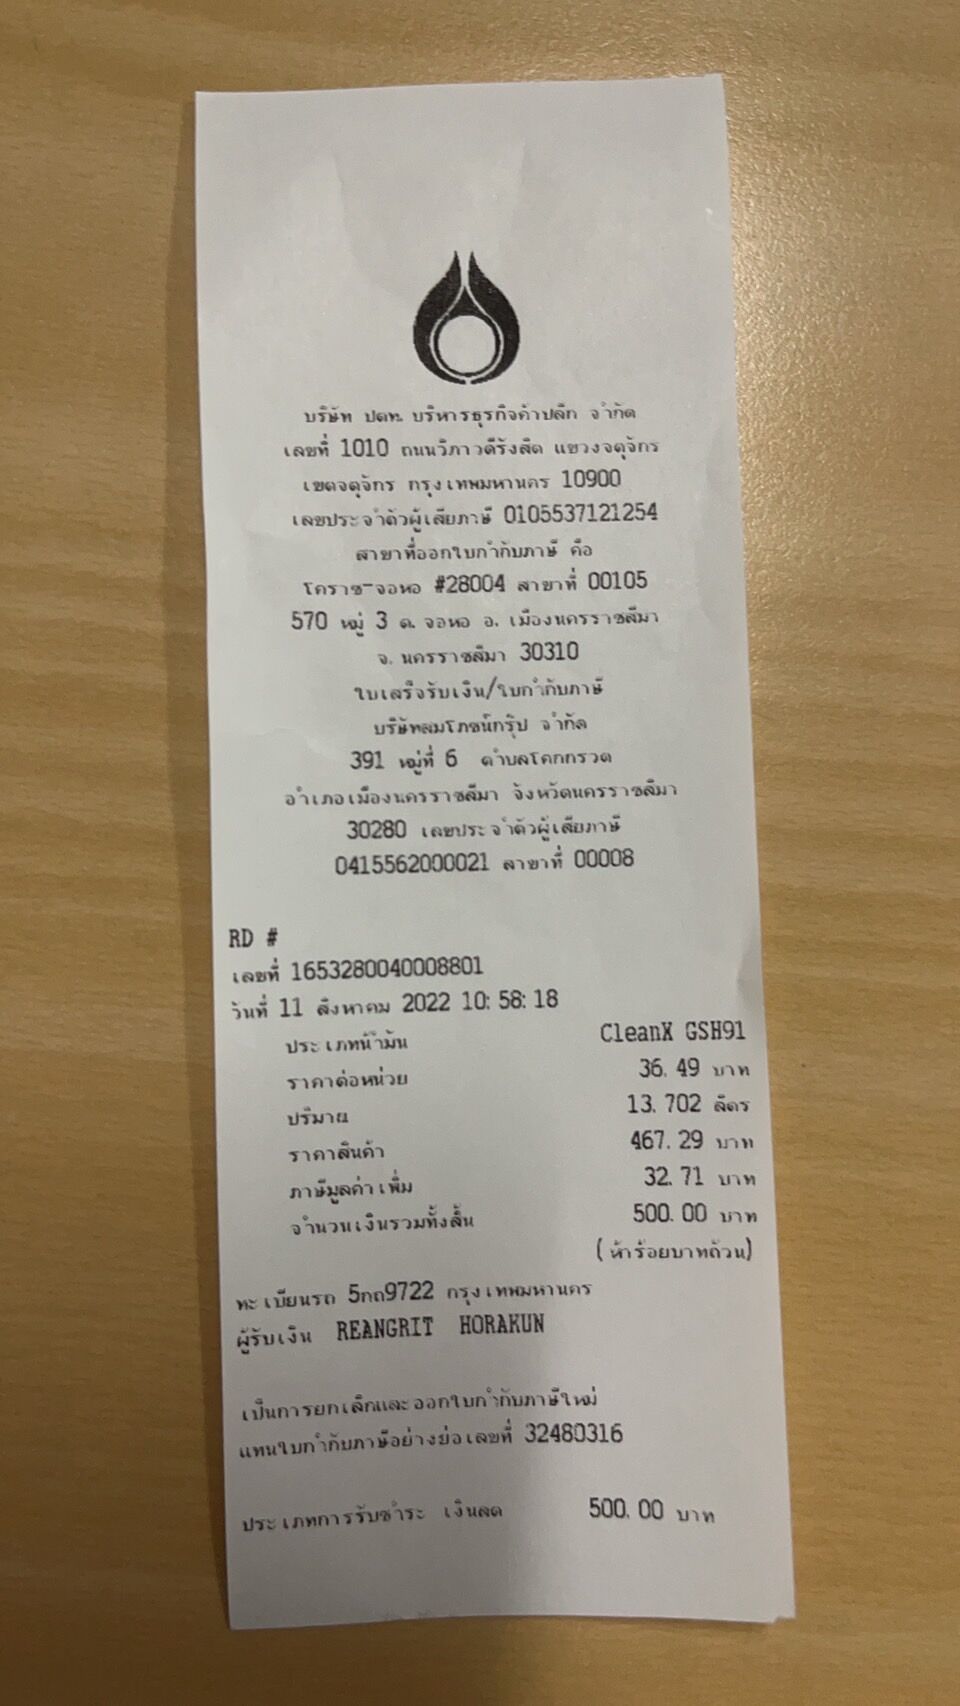 บริษัท ปตท. บริหารธุรกิจค้าปลีก จำกัด
เลขที่ 1010 ถนนวิภาวดีรังสิต แขวงจตุจักร
เขตจตุจักร กรุงเทพมหานคร 10900
เลขประจำตัวผู้เสียภาษี 0105537121254
สาขาที่ออกใบกำกับภาษี คือ
โคราช-จอหอ #28004 สาขาที่ 00105
570 หมู่ 3 ต.จอหอ อ.เมืองนครราชสีมา
จ.นครราชสีมา 30310
ใบเสร็จรับเงิน/ใบกำกับภาษี
บริษัทสมโภชน์กรุ๊ป จำกัด
391 หมู่ที่ 6 ตำบลโคกกรวด
อำเภอเมืองนครราชสีมา จังหวัดนครราชสีมา
30280 เลขประจำตัวผู้เสียภาษี
0415562000021 สาขาที่ 00008
RD #
เลขที่ 1653280040008801
วันที่ 11 สิงหาคม 2022 10:58:18
ประเภทน้ำมัน CleanX GSH91
ราคาต่อหน่วย 36.49 บาท
ปริมาณ 13.702 ลิตร
ราคาสินค้า 467.29 บาท
ภาษีมูลค่าเพิ่ม 32.71 บาท
จำนวนเงินรวมทั้งสิ้น 500.00 บาท
(ห้าร้อยบาทถ้วน)
ทะเบียนรถ 5กถ9722 กรุงเทพมหานคร
ผู้รับเงิน REANGRIT HORAKUN
เป็นการยกเลิกและออกใบกำกับภาษีใหม่
แทนใบกำกับภาษีอย่างย่อเลขที่ 32480316
ประเภทการรับชำระ เงินสด 500.00 บาท